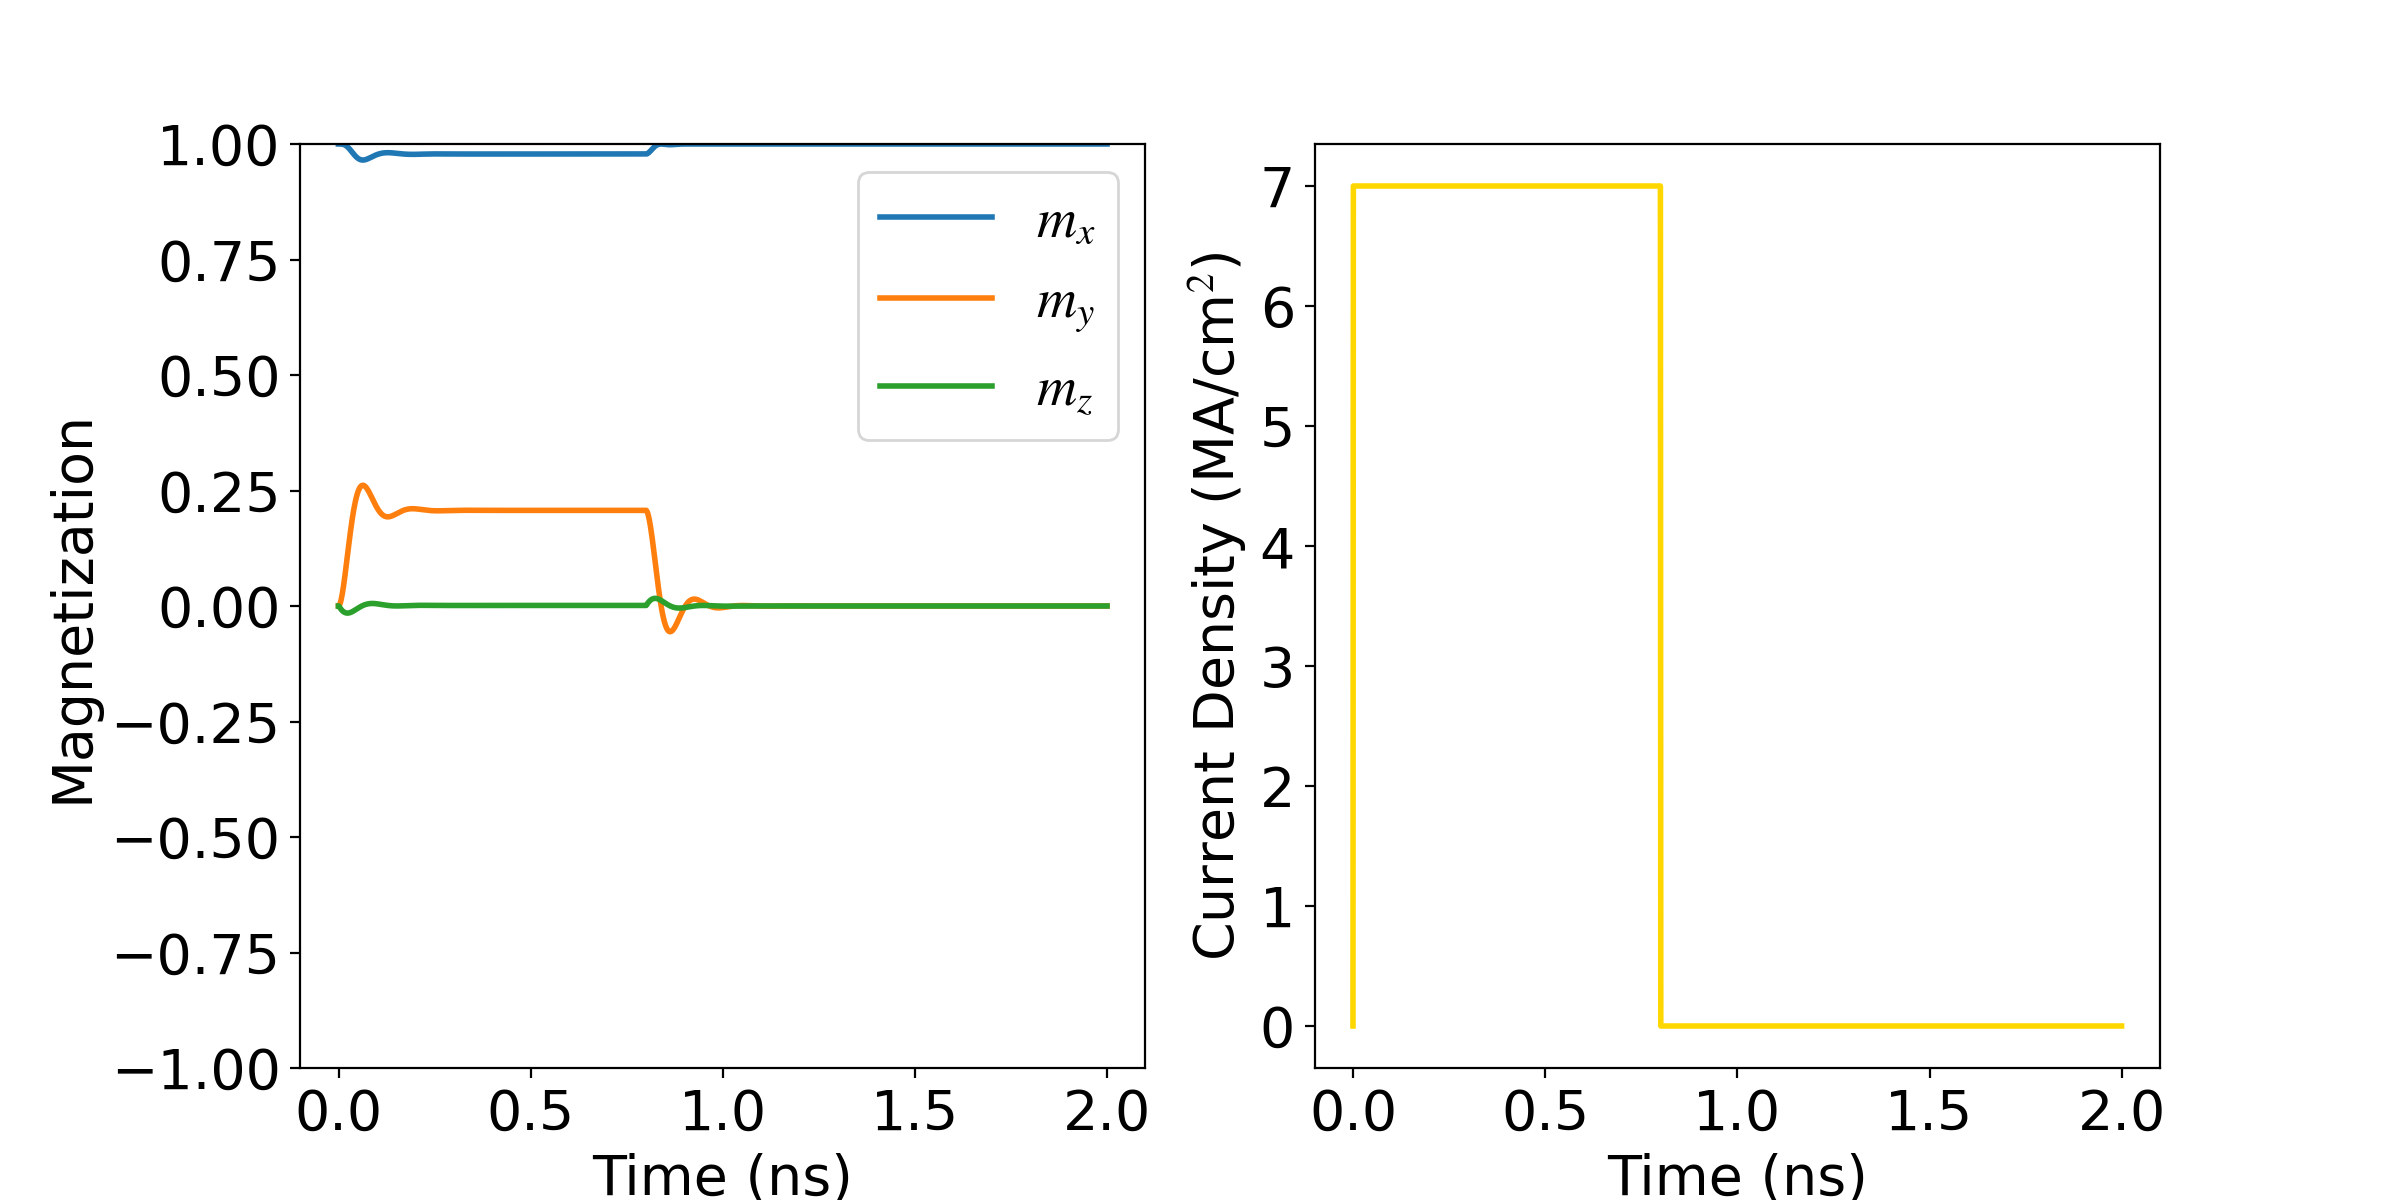 Magnetization
1.00
0.75
0.50
0.25
0.00
−0.25
−0.50
−0.75
−1.00
0.0 0.5 1.0 1.5 2.0
Time (ns)
m_x
m_y
m_z
Current Density (MA/cm²)
7
6
5
4
3
2
1
0
0.0 0.5 1.0 1.5 2.0
Time (ns)